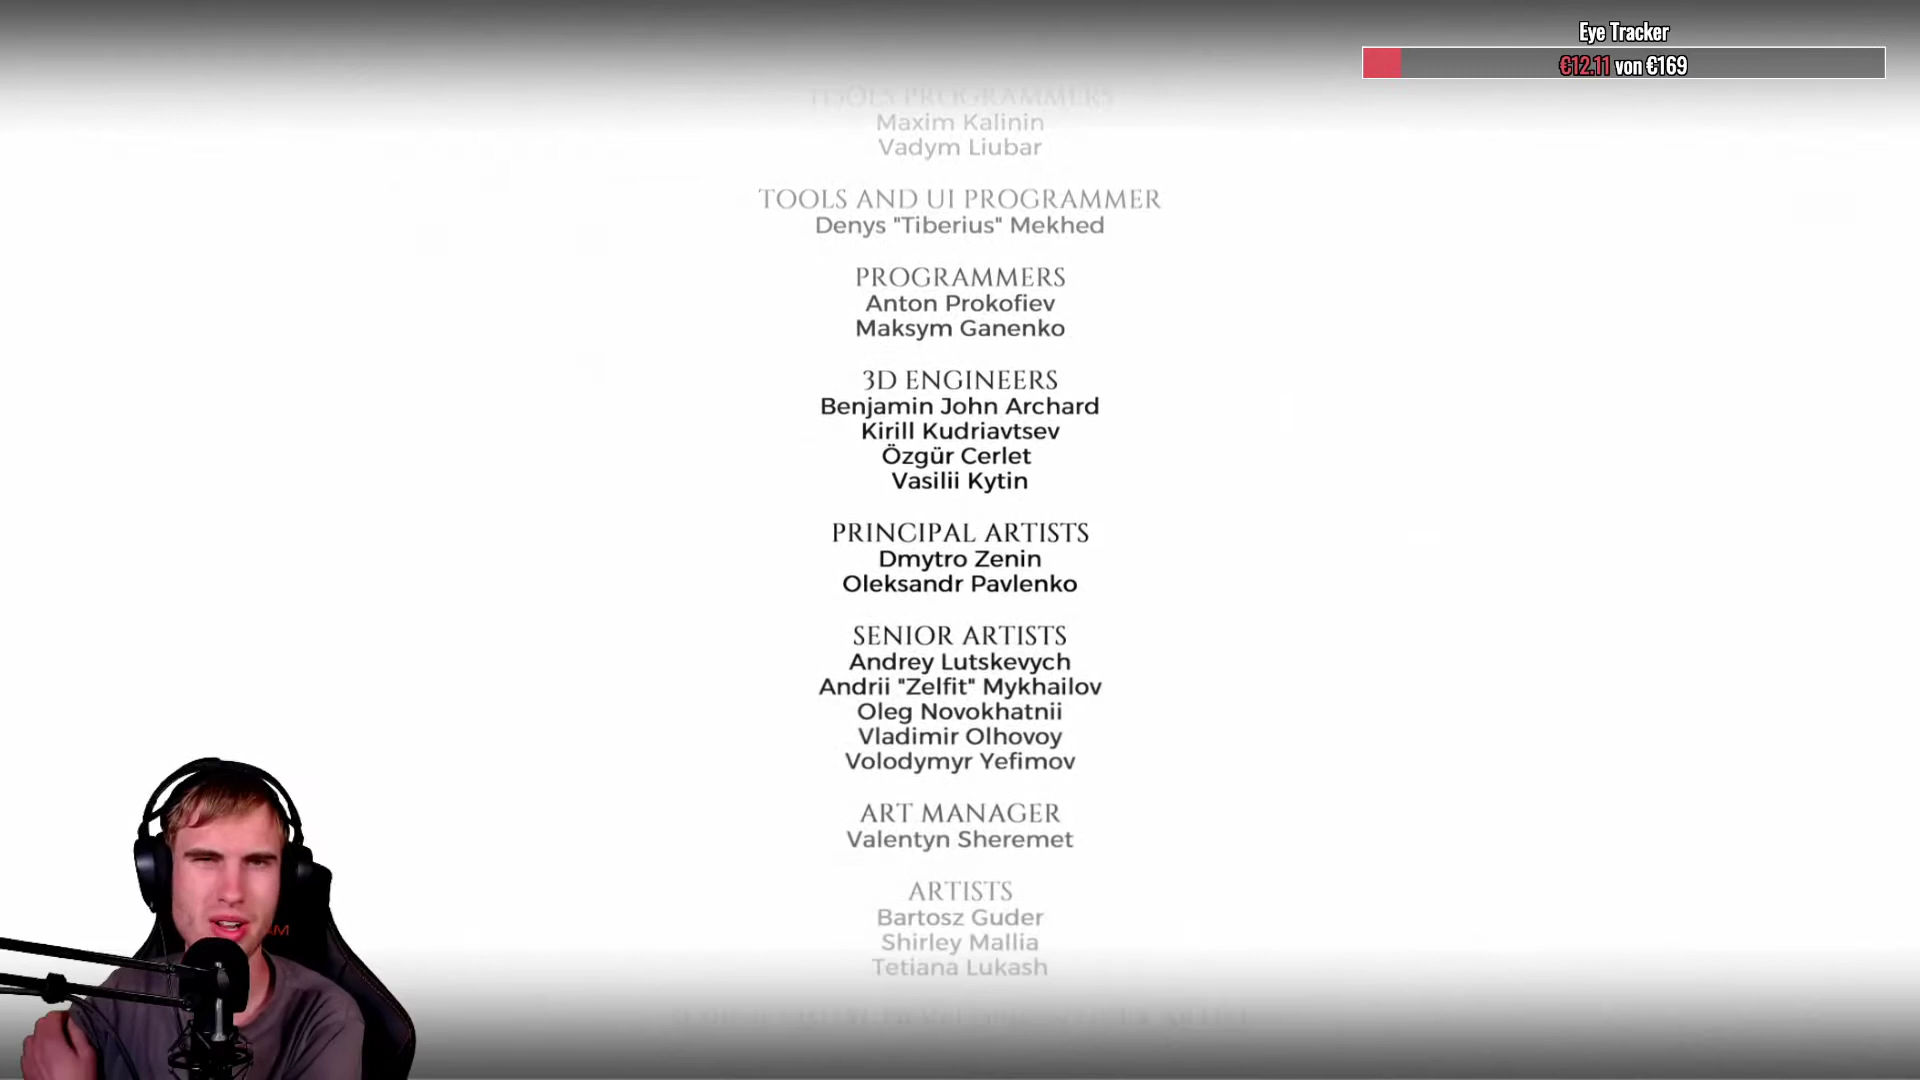 Eye Tracker
€12.11 von €169
TOOLS PROGRAMMERS
Maxim Kalinin
Vadym Liubar
TOOLS AND UI PROGRAMMER
Denys "Tiberius" Mekhed
PROGRAMMERS
Anton Prokofiev
Maksym Ganenko
3D ENGINEERS
Benjamin John Archard
Kirill Kudriavtsev
Özgür Cerlet
Vasilii Kytin
PRINCIPAL ARTISTS
Dmytro Zenin
Oleksandr Pavlenko
SENIOR ARTISTS
Andrey Lutskevych
Andrii "Zelfit" Mykhailov
Oleg Novokhatnii
Vladimir Olhovoy
Volodymyr Yefimov
ART MANAGER
Valentyn Sheremet
ARTISTS
Bartosz Guder
Shirley Mallia
Tetiana Lukash